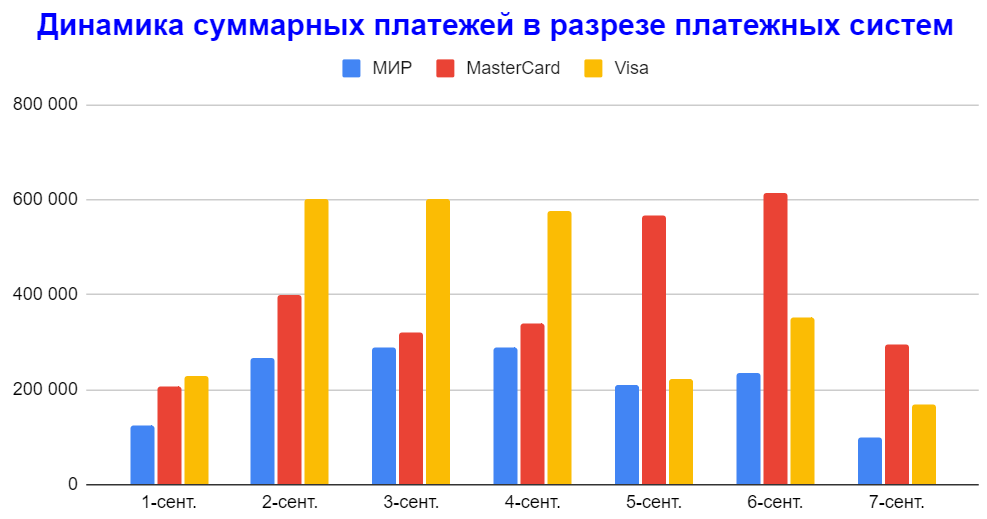 Динамика суммарных платежей в разрезе платежных систем
МИР MasterCard Visa
800 000
600 000
400 000
200 000
0
1-сент. 2-сент. 3-сент. 4-сент. 5-сент. 6-сент. 7-сент.